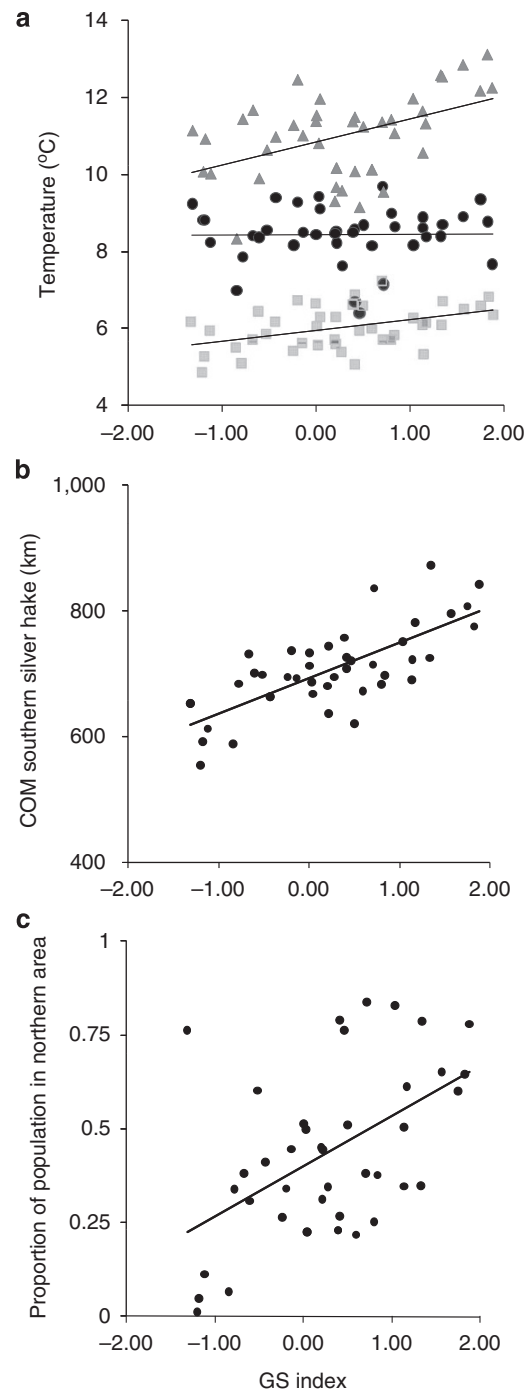 a
14
12
10
8
6
4
Temperature (ºC)
–2.00 –1.00 0.00 1.00 2.00
b
1,000
800
600
400
COM southern silver hake (km)
–2.00 –1.00 0.00 1.00 2.00
c
1
0.75
0.5
0.25
0
Proportion of population in northern area
–2.00 –1.00 0.00 1.00 2.00
GS index